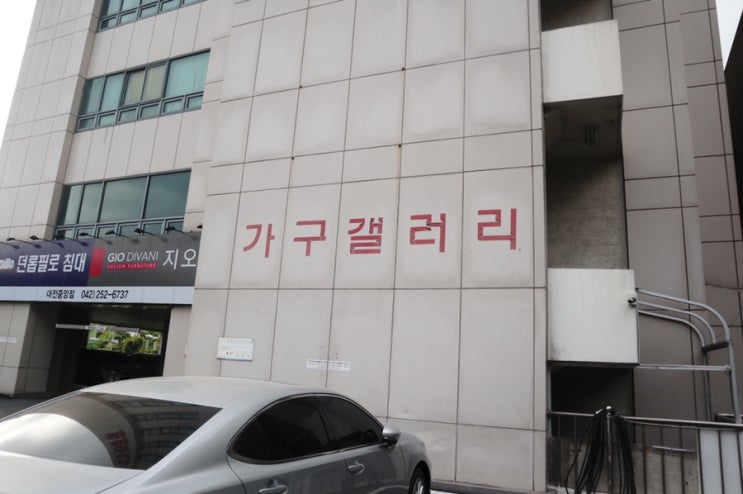 가구갤러리
던롭필로 침대
GIO DIVANI
DESIGN FURNITURE
지오
대전중앙점 042) 252-6737